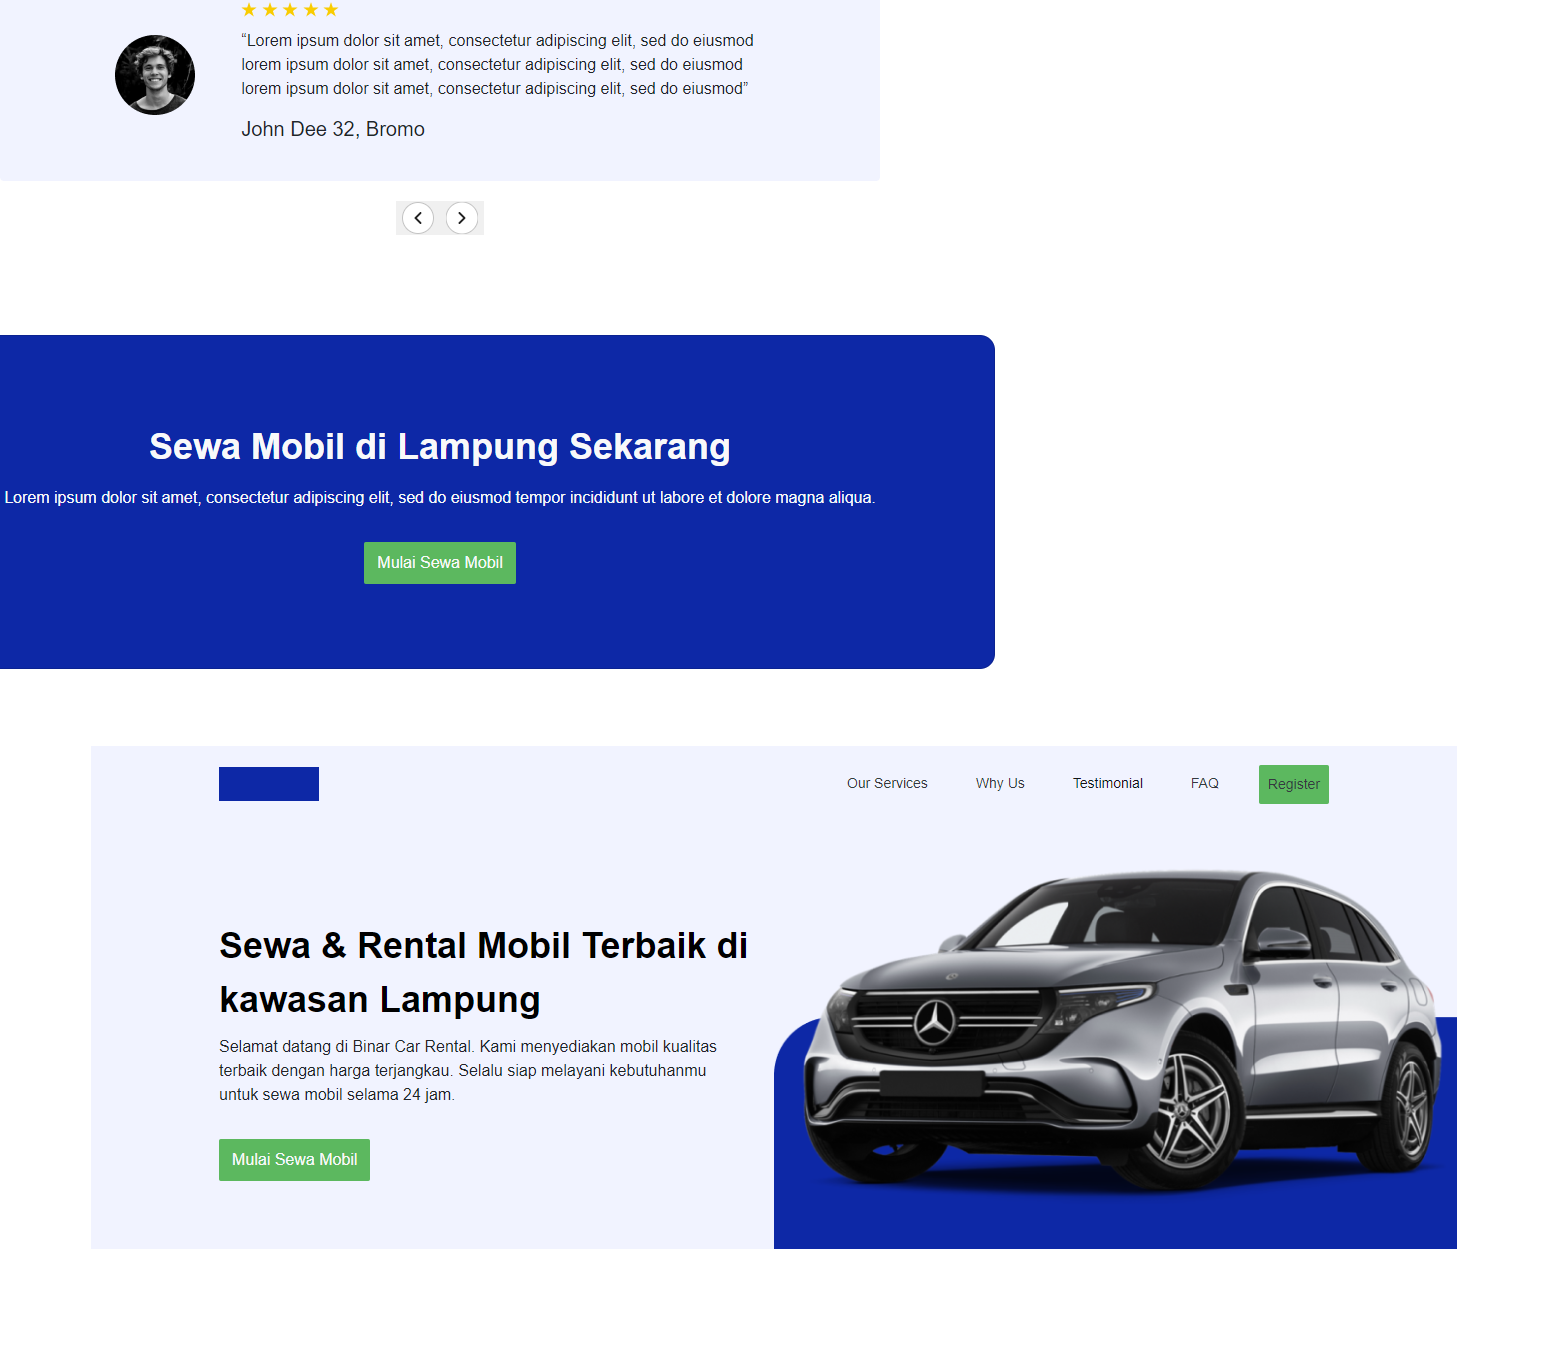 “Lorem ipsum dolor sit amet, consectetur adipiscing elit, sed do eiusmod
lorem ipsum dolor sit amet, consectetur adipiscing elit, sed do eiusmod
lorem ipsum dolor sit amet, consectetur adipiscing elit, sed do eiusmod”
John Dee 32, Bromo
Sewa Mobil di Lampung Sekarang
Lorem ipsum dolor sit amet, consectetur adipiscing elit, sed do eiusmod tempor incididunt ut labore et dolore magna aliqua.
Mulai Sewa Mobil
Our Services Why Us Testimonial FAQ Register
Sewa & Rental Mobil Terbaik di
kawasan Lampung
Selamat datang di Binar Car Rental. Kami menyediakan mobil kualitas
terbaik dengan harga terjangkau. Selalu siap melayani kebutuhanmu
untuk sewa mobil selama 24 jam.
Mulai Sewa Mobil